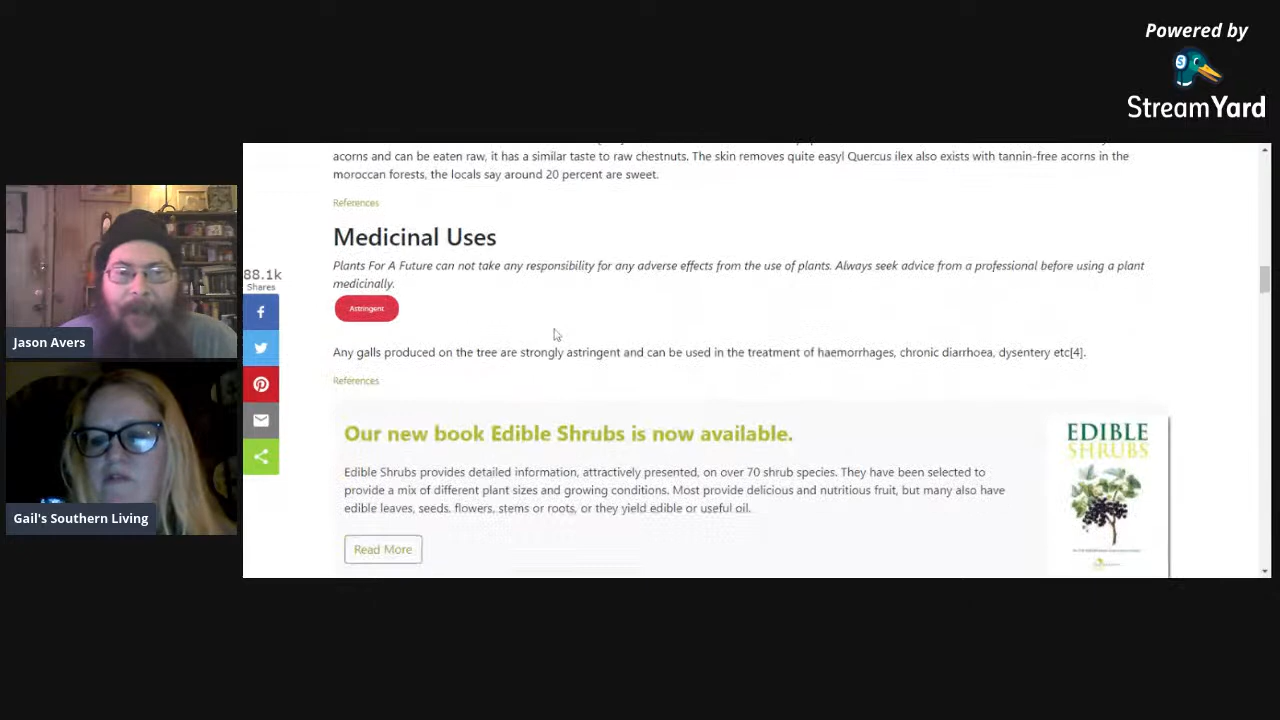 Powered by
StreamYard
acorns and can be eaten raw, it has a similar taste to raw chestnuts. The skin removes quite easyl Quercus ilex also exists with tannin-free acorns in the
moroccan forests, the locals say around 20 percent are sweet.
References
Medicinal Uses
Plants For A Future can not take any responsibility for any adverse effects from the use of plants. Always seek advice from a professional before using a plant
medicinally.
Astringent
Any galls produced on the tree are strongly astringent and can be used in the treatment of haemorrhages, chronic diarrhoea, dysentery etc[4].
References
88.1k
Shares
Our new book Edible Shrubs is now available.
Edible Shrubs provides detailed information, attractively presented, on over 70 shrub species. They have been selected to
provide a mix of different plant sizes and growing conditions. Most provide delicious and nutritious fruit, but many also have
edible leaves, seeds, flowers, stems or roots, or they yield edible or useful oil.
Read More
EDIBLE
SHRUBS
Jason Avers
Gail's Southern Living